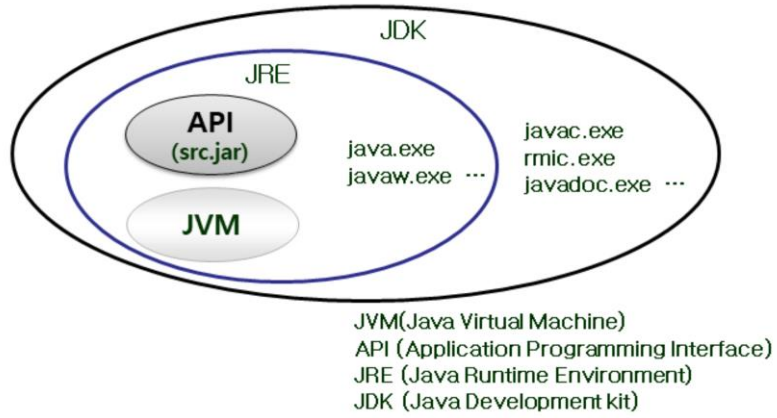 JDK
JRE
API
(src.jar)
JVM
java.exe
javaw.exe ···
javac.exe
rmic.exe
javadoc.exe ···
JVM(Java Virtual Machine)
API (Application Programming Interface)
JRE (Java Runtime Environment)
JDK (Java Development kit)